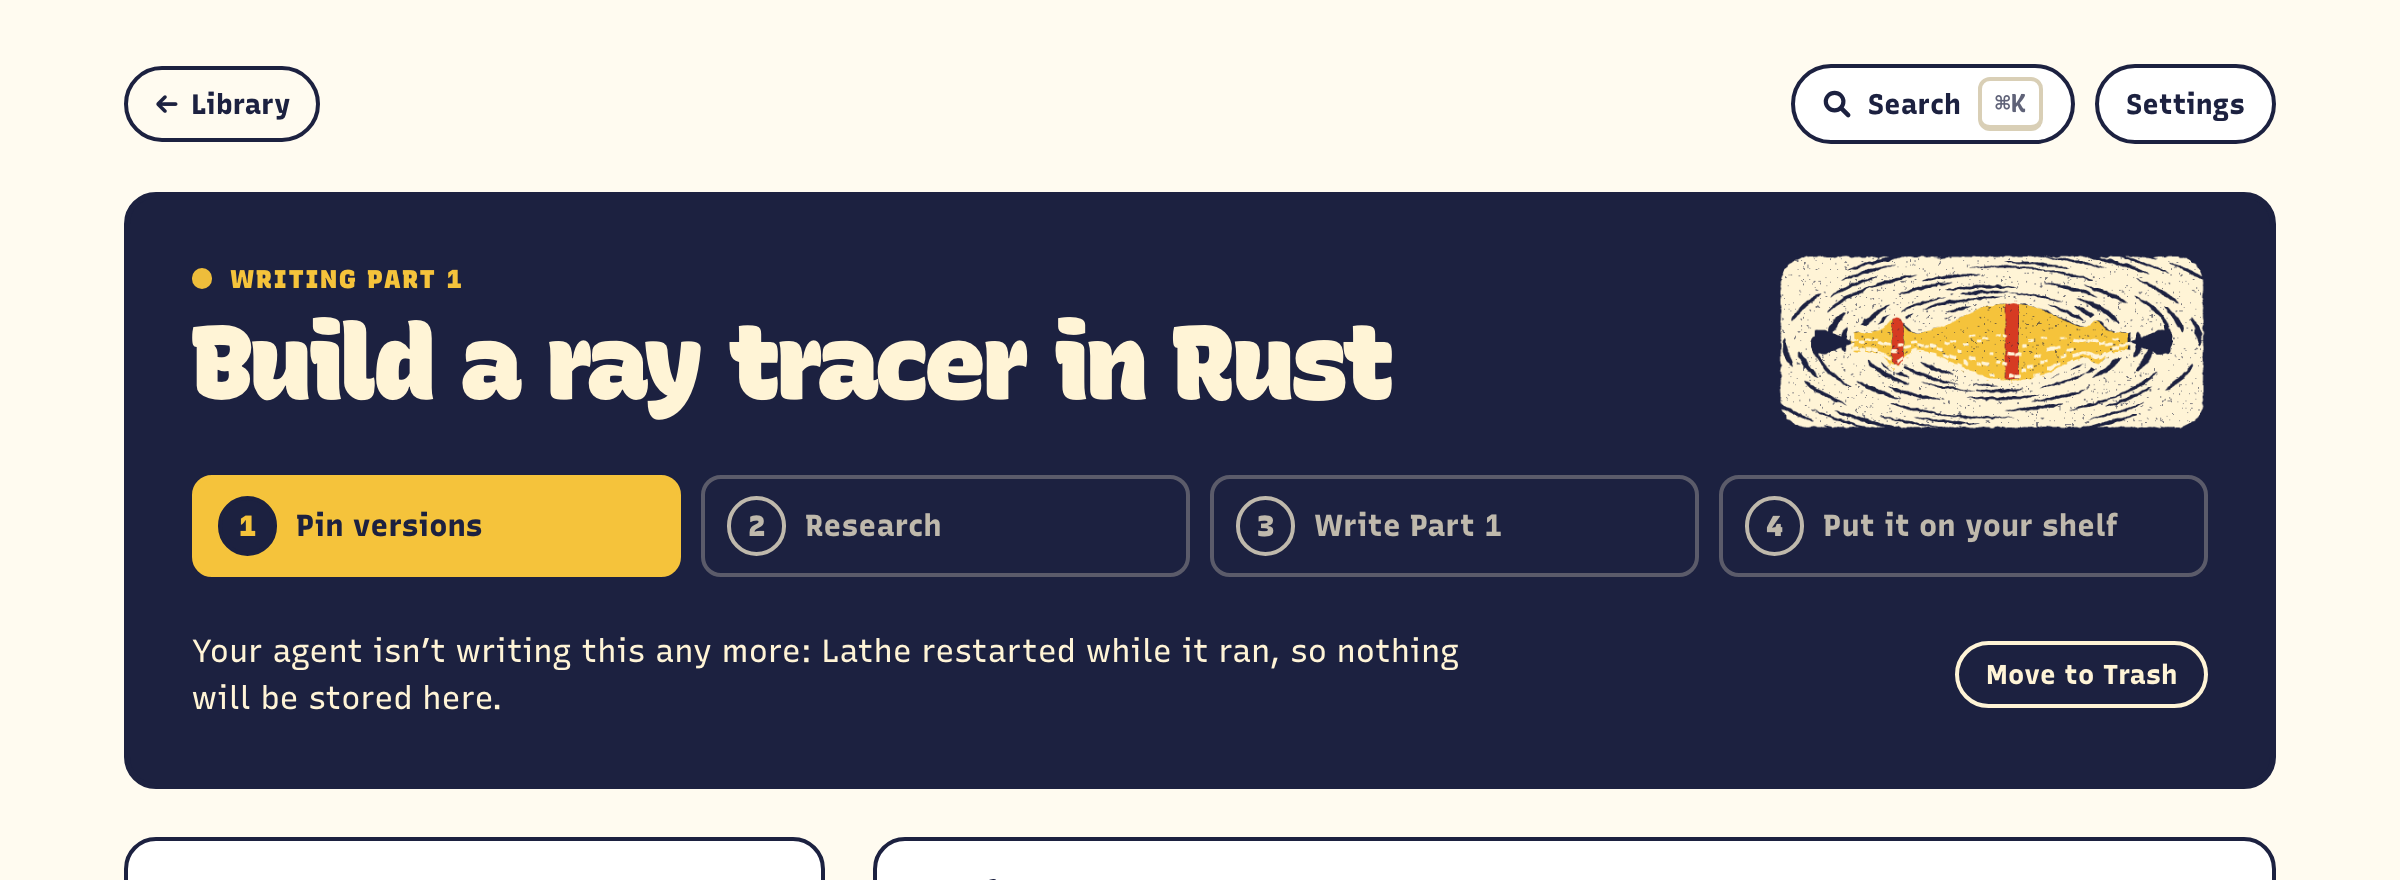 ← Library
Search ⌘K
Settings
WRITING PART 1
Build a ray tracer in Rust
1 Pin versions
2 Research
3 Write Part 1
4 Put it on your shelf
Your agent isn’t writing this any more: Lathe restarted while it ran, so nothing
will be stored here.
Move to Trash